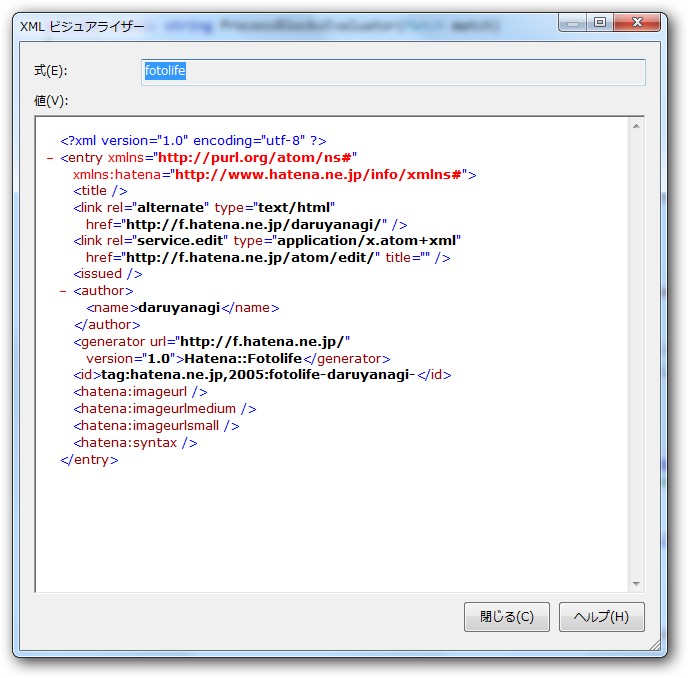 XML ビジュアライザー
式(E):
fotolife
値(V):
<?xml version="1.0" encoding="utf-8" ?>
− <entry xmlns="http://purl.org/atom/ns#"
xmlns:hatena="http://www.hatena.ne.jp/info/xmlns#">
<title />
<link rel="alternate" type="text/html"
href="http://f.hatena.ne.jp/daruyanagi/" />
<link rel="service.edit" type="application/x.atom+xml"
href="http://f.hatena.ne.jp/atom/edit/" title="" />
<issued />
− <author>
<name>daruyanagi</name>
</author>
<generator url="http://f.hatena.ne.jp/"
version="1.0">Hatena::Fotolife</generator>
<id>tag:hatena.ne.jp,2005:fotolife-daruyanagi-</id>
<hatena:imageurl />
<hatena:imageurlmedium />
<hatena:imageurlsmall />
<hatena:syntax />
</entry>
閉じる(C) ヘルプ(H)